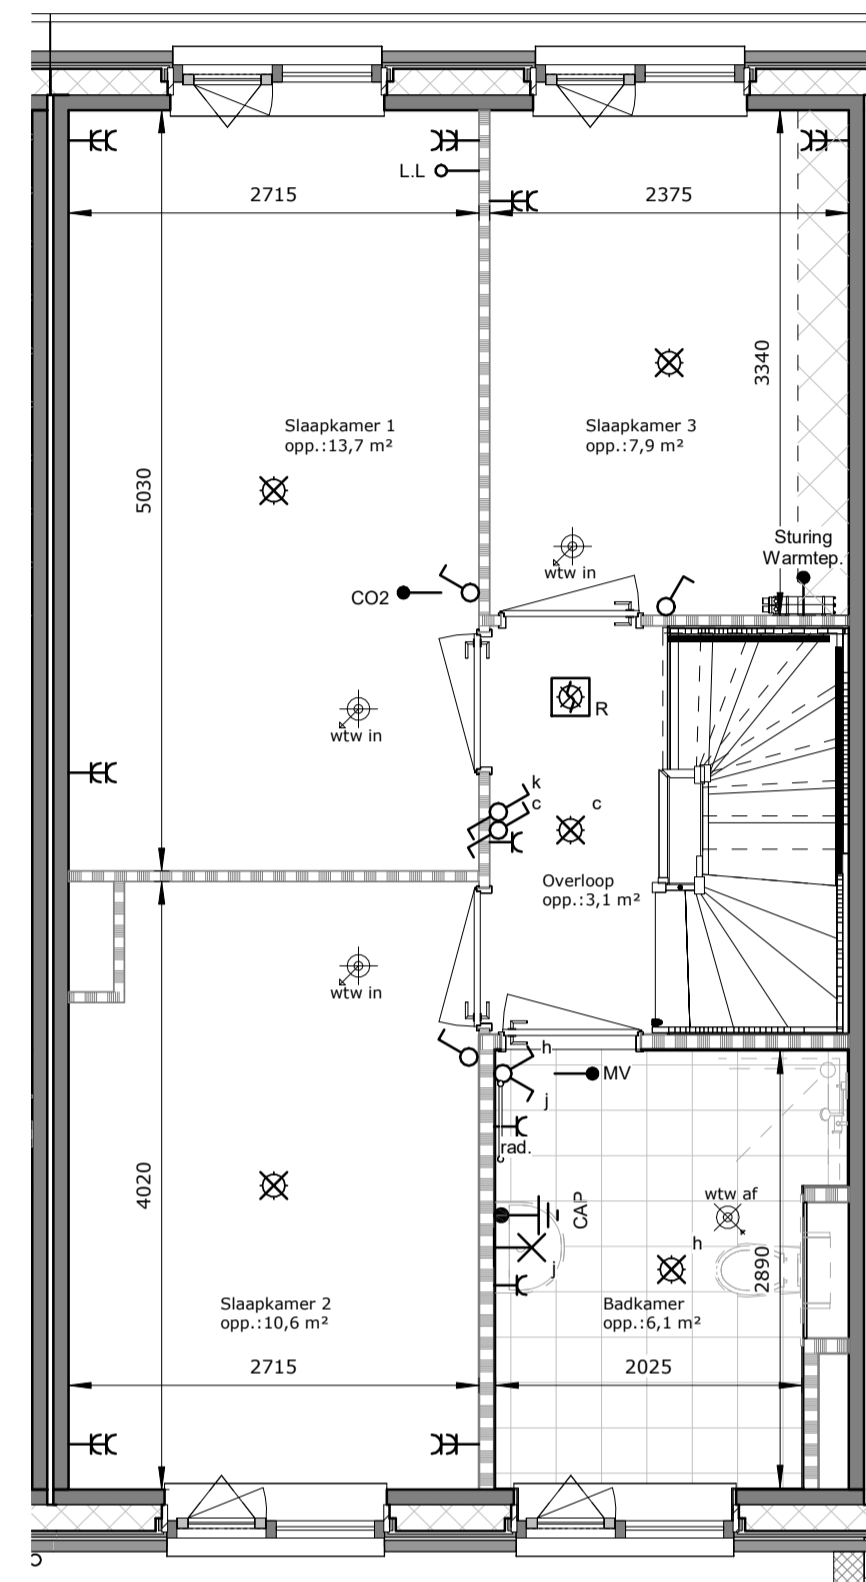 L.L
2715
2375
3340
Slaapkamer 1
opp.:13,7 m²
Slaapkamer 3
opp.:7,9 m²
5030
Sturing
Warmtep.
wtw in
CO2
R
wtw in
k
c
c
Overloop
opp.:3,1 m²
wtw in
h
MV
j
rad.
4020
CAP
wtw af
h
j
2890
Slaapkamer 2
opp.:10,6 m²
Badkamer
opp.:6,1 m²
2715
2025